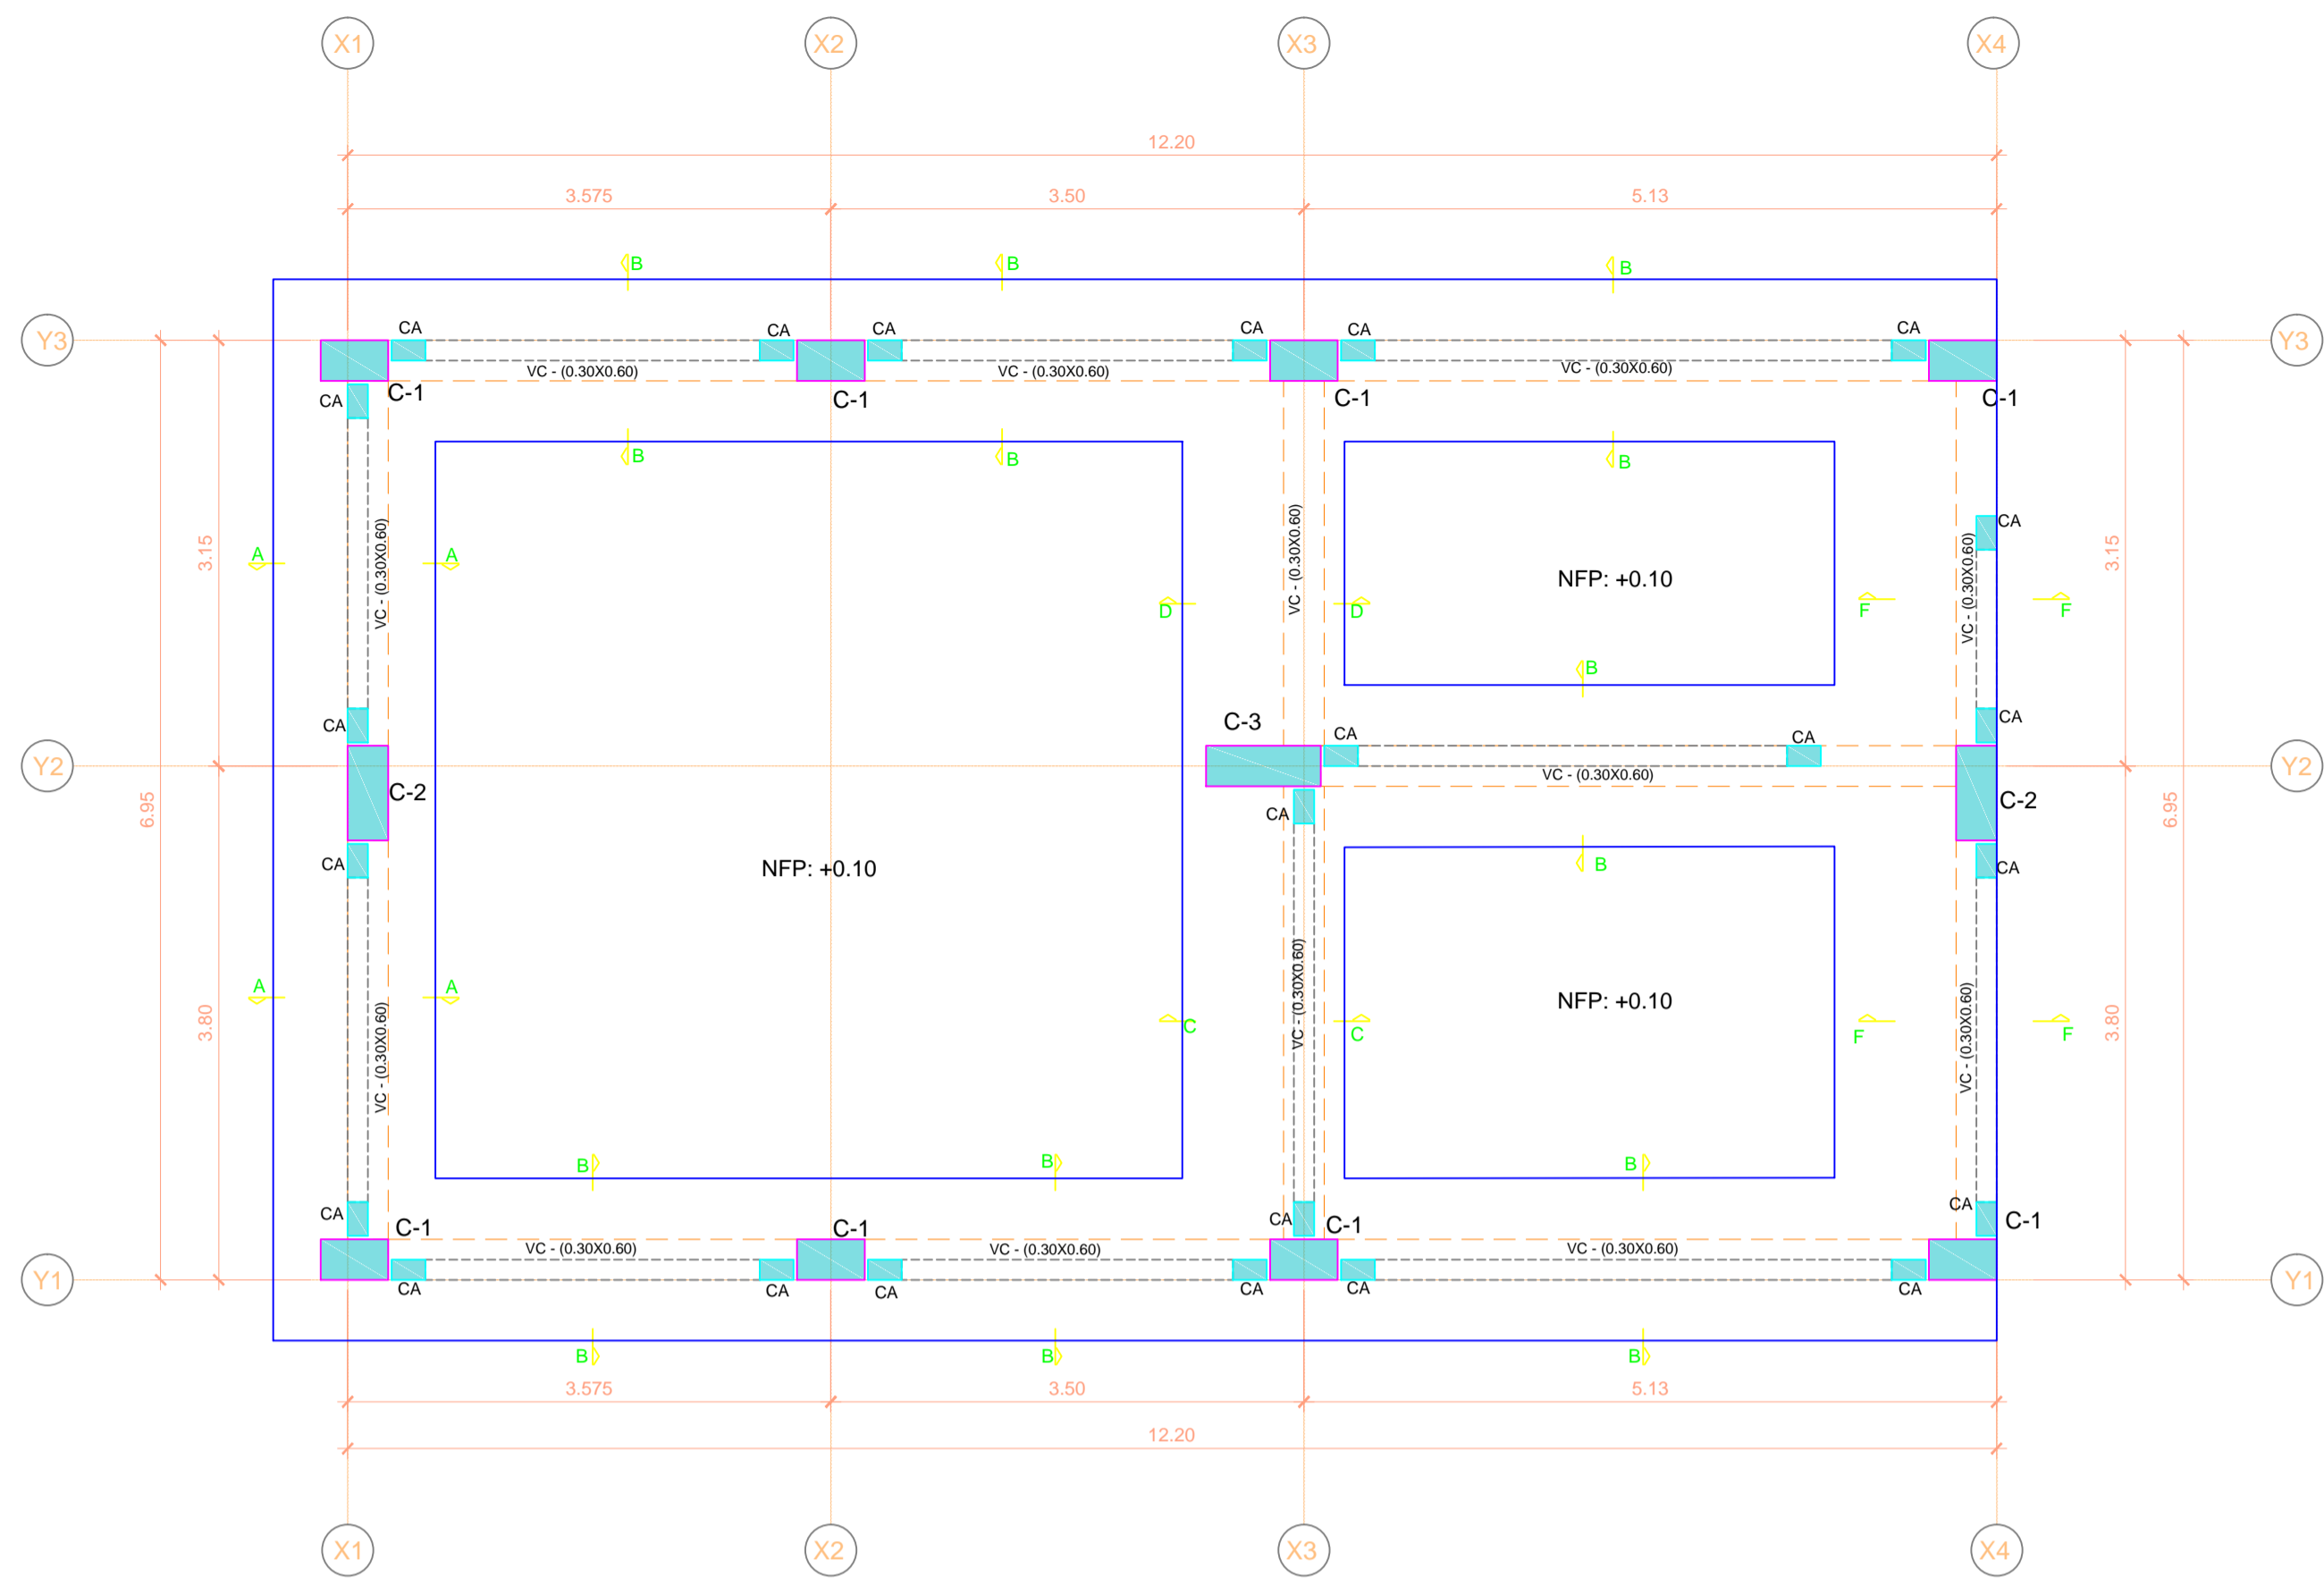 X1 X2 X3 X4
12.20
3.575 3.50 5.13
B B B
Y3 CA CA CA CA CA CA Y3
VC - (0.30X0.60) VC - (0.30X0.60) VC - (0.30X0.60)
CA C-1 C-1 C-1 C-1
B B B
3.15 A VC - (0.30X0.60) A VC - (0.30X0.60) VC - (0.30X0.60) CA 3.15
NFP: +0.10
D D F F
B
CA C-3 CA CA CA
Y2 VC - (0.30X0.60) Y2
6.95 C-2 C-2 6.95
CA
CA NFP: +0.10 B CA
3.80 A VC - (0.30X0.60) A VC - (0.30X0.60) NFP: +0.10 VC - (0.30X0.60) 3.80
C C F F
B B B
CA CA CA
C-1 C-1 C-1 C-1
VC - (0.30X0.60) VC - (0.30X0.60) VC - (0.30X0.60)
Y1 CA CA CA CA CA CA Y1
B B B
3.575 3.50 5.13
12.20
X1 X2 X3 X4